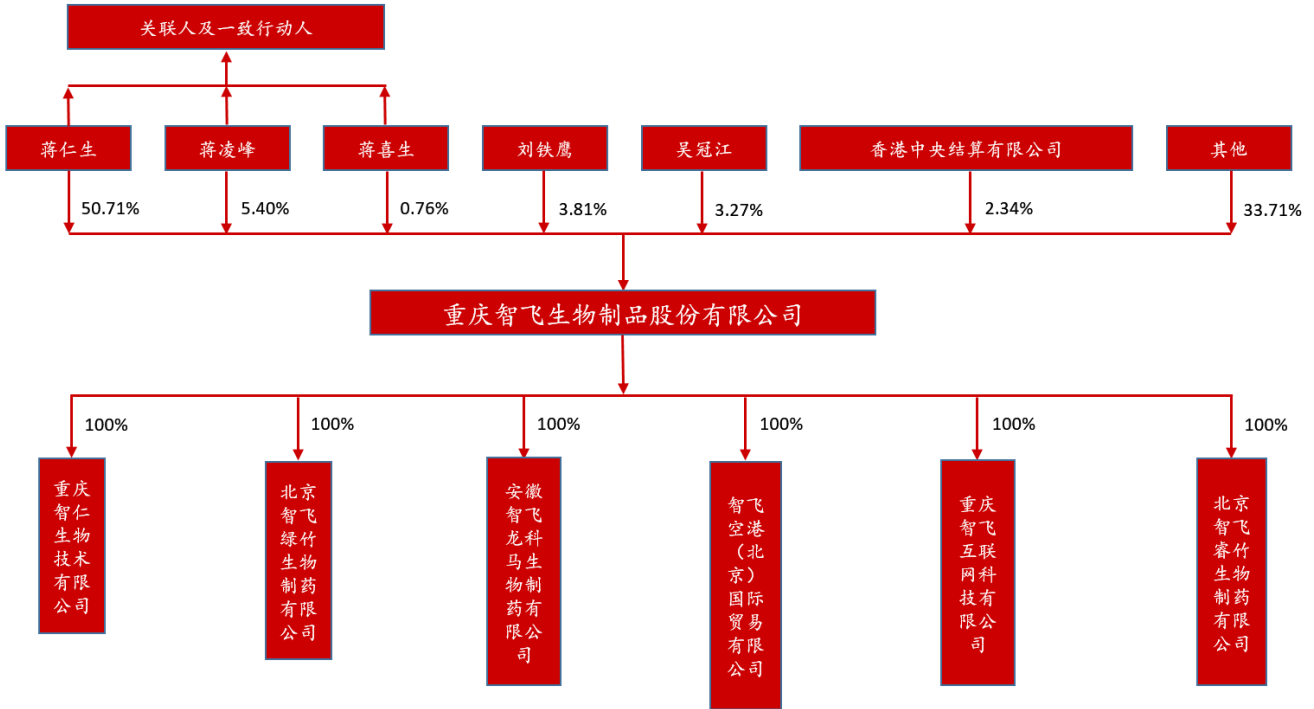 关联人及一致行动人
蒋仁生
蒋凌峰
蒋喜生
刘铁鹰
吴冠江
香港中央结算有限公司
其他
50.71%
5.40%
0.76%
3.81%
3.27%
2.34%
33.71%
重庆智飞生物制品股份有限公司
100%
100%
100%
100%
100%
100%
重庆
智仁
生物
技术
有限
公司
北京
智飞
绿竹
生物
制药
有限
公司
安徽
智飞
龙科
马生
物制
药有
限公
司
智飞
空港
（北
京）
国际
贸易
有限
公司
重庆
智飞
互联
网科
技有
限公
司
北京
智飞
睿竹
生物
制药
有限
公司